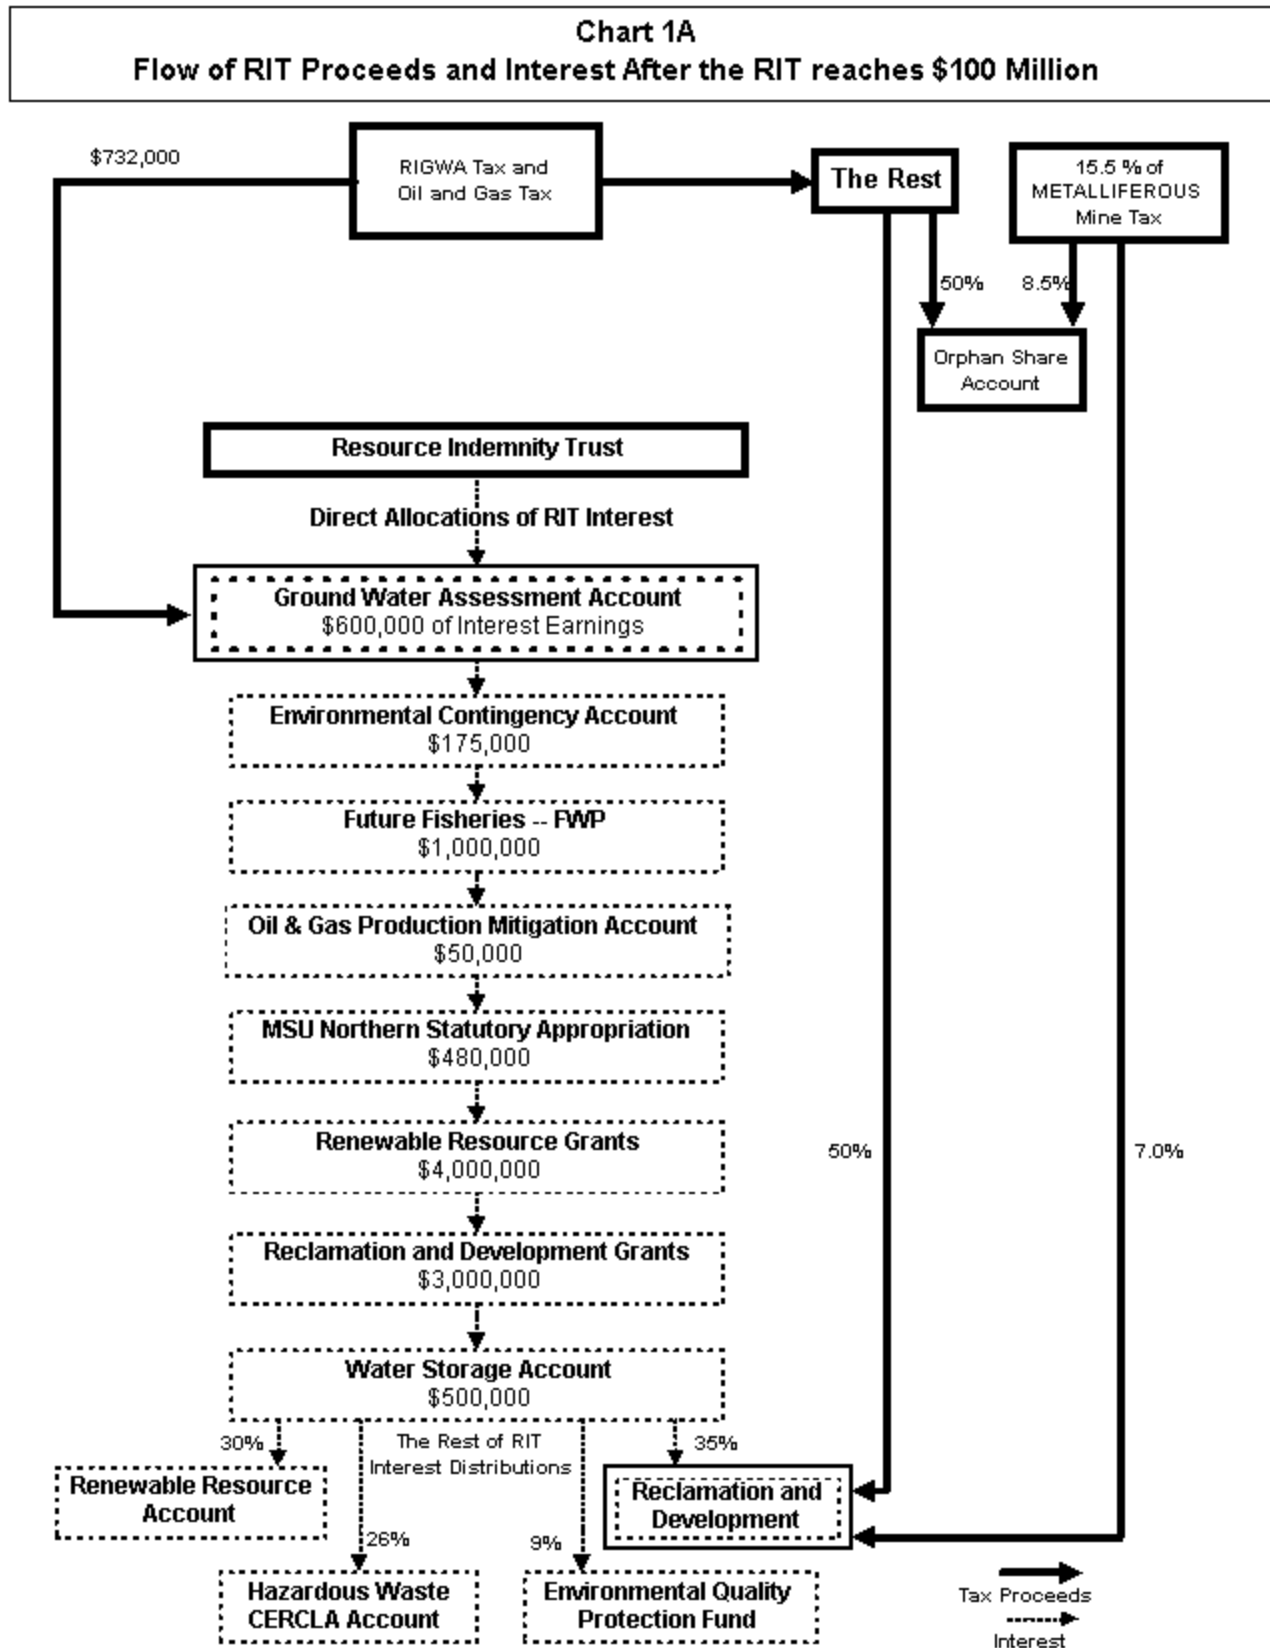 Chart 1A
Flow of RIT Proceeds and Interest After the RIT reaches $100 Million
$732,000
RIGWA Tax and
Oil and Gas Tax
The Rest
15.5 % of
METALLIFEROUS
Mine Tax
50%
8.5%
Orphan Share
Account
Resource Indemnity Trust
Direct Allocations of RIT Interest
Ground Water Assessment Account
$600,000 of Interest Earnings
Environmental Contingency Account
$175,000
Future Fisheries -- FWP
$1,000,000
Oil & Gas Production Mitigation Account
$50,000
MSU Northern Statutory Appropriation
$480,000
Renewable Resource Grants
$4,000,000
50%
7.0%
Reclamation and Development Grants
$3,000,000
Water Storage Account
$500,000
30%
The Rest of RIT
Interest Distributions
35%
Renewable Resource
Account
Reclamation and
Development
26%
9%
Hazardous Waste
CERCLA Account
Environmental Quality
Protection Fund
Tax Proceeds
Interest